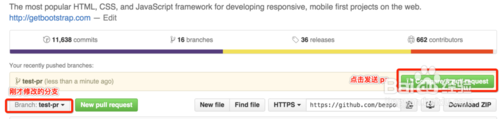 The most popular HTML, CSS, and JavaScript framework for developing responsive, mobile first projects on the web.
http://getbootstrap.com — Edit
11,638 commits 16 branches 36 releases 662 contributors
Your recently pushed branches:
test-pr (less than a minute ago)
点击发送
pull request
刚才修改的分支
Branch: test-pr New pull request New file Find file HTTPS https://github.com/bezpo Download ZIP